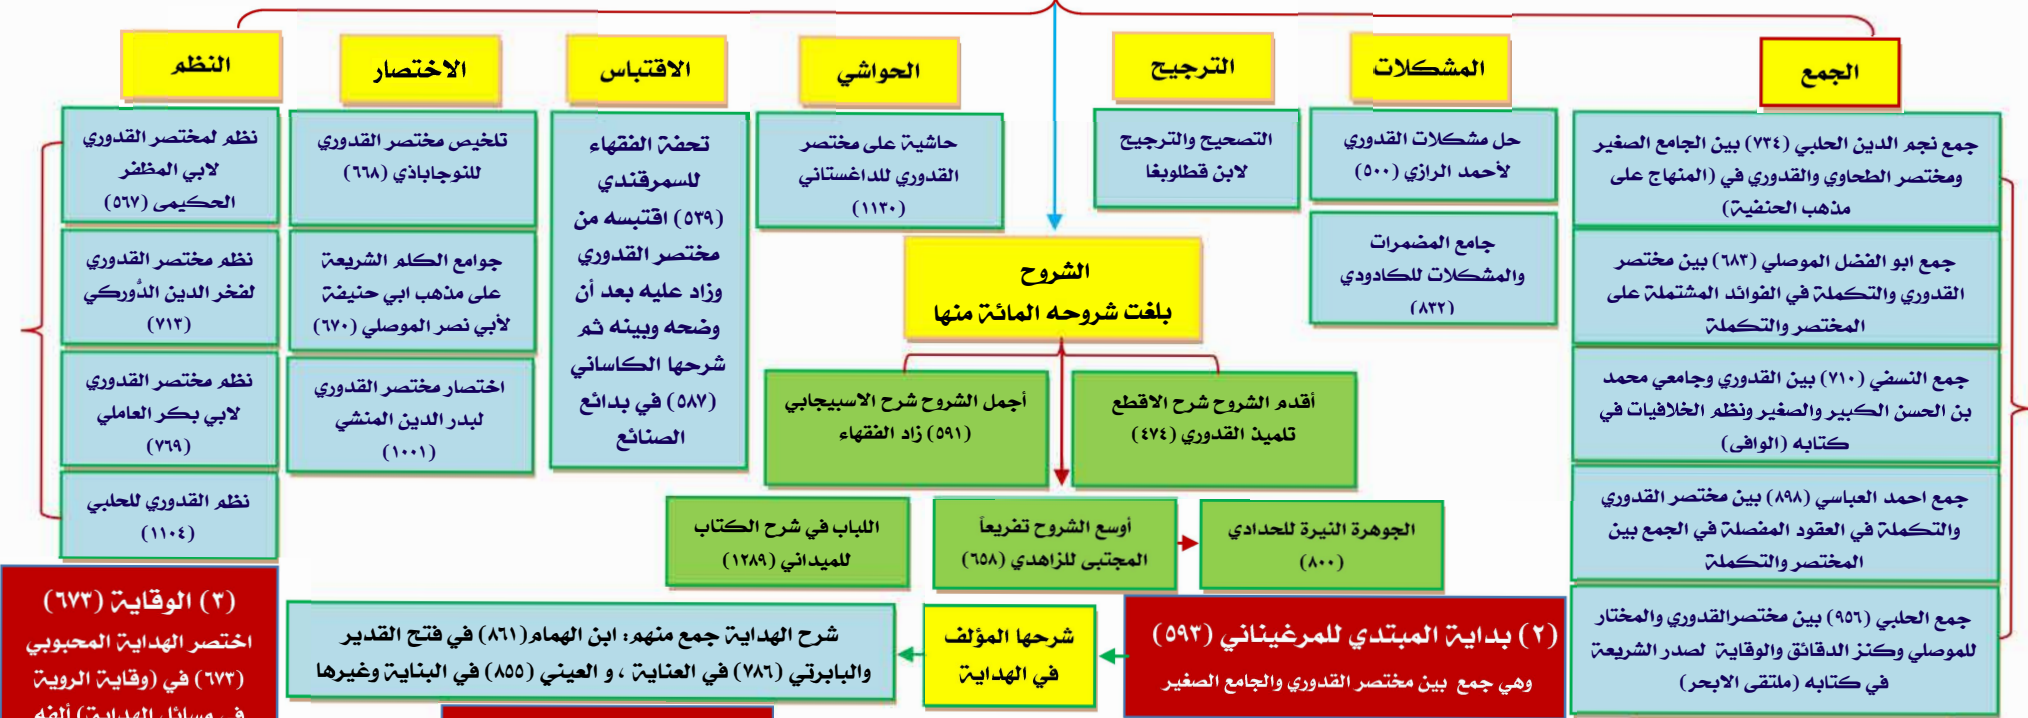 الجمع
جمع نجم الدين الحلبي (٧٣٤) بين الجامع الصغير
ومختصر الطحاوي والقدوري في (المنهاج على
مذهب الحنفية)
جمع ابو الفضل الموصلي (٦٨٣) بين مختصر
القدوري والتكملة في الفوائد المشتملة على
المختصر والتكملة
جمع النسفي (٧١٠) بين القدوري وجامعي محمد
بن الحسن الكبير والصغير ونظم الخلافيات في
كتابه (الوافي)
جمع احمد العباسي (٨٩٨) بين مختصر القدوري
والتكملة في العقود المفصلة في الجمع بين
المختصر والتكملة
جمع الحلبي (٩٥٦) بين مختصرالقدوري والمختار
للموصلي وكنز الدقائق والوقاية لصدر الشريعة
في كتابه (ملتقى الابحر)
المشكلات
حل مشكلات القدوري
لأحمد الرازي (٥٠٠)
جامع المضمرات
والمشكلات للكادودي
(٨٣٢)
الترجيح
التصحيح والترجيح
لابن قطلوبغا
الحواشي
حاشية على مختصر
القدوري للداغستاني
(١١٣٠)
الاقتباس
تحفة الفقهاء
للسمرقندي
(٥٣٩) اقتبسه من
مختصر القدوري
وزاد عليه بعد أن
وضحه وبينه ثم
شرحها الكاساني
(٥٨٧) في بدائع
الصنائع
الاختصار
تلخيص مختصر القدوري
للنوجاباذي (٦٦٨)
جوامع الكلم الشريعة
على مذهب ابي حنيفة
لأبي نصر الموصلي (٦٧٠)
اختصار مختصر القدوري
لبدر الدين المنشي
(١٠٠١)
النظم
نظم لمختصر القدوري
لابي المظفر
الحكيمى (٥٦٧)
نظم مختصر القدوري
لفخر الدين الدُّوركي
(٧١٣)
نظم مختصر القدوري
لابي بكر العاملي
(٧٦٩)
نظم القدوري للحلبي
(١١٠٤)
الشروح
بلغت شروحه المائة منها
أقدم الشروح شرح الاقطع
تلميذ القدوري (٤٧٤)
أجمل الشروح شرح الاسبيجابي
(٥٩١) زاد الفقهاء
الجوهرة النيرة للحدادي
(٨٠٠)
أوسع الشروح تفريعاً
المجتبى للزاهدي (٦٥٨)
اللباب في شرح الكتاب
للميداني (١٢٨٩)
(٢) بداية المبتدي للمرغيناني (٥٩٣)
وهي جمع بين مختصر القدوري والجامع الصغير
شرحها المؤلف
في الهداية
شرح الهداية جمع منهم: ابن الهمام(٨٦١) في فتح القدير
والبابرتي (٧٨٦) في العناية ، و العيني (٨٥٥) في البناية وغيرها
(٣) الوقاية (٦٧٣)
اختصر الهداية المحبوبي
(٦٧٣) في (وقاية الروية
في مسائل الهداية) ألفه